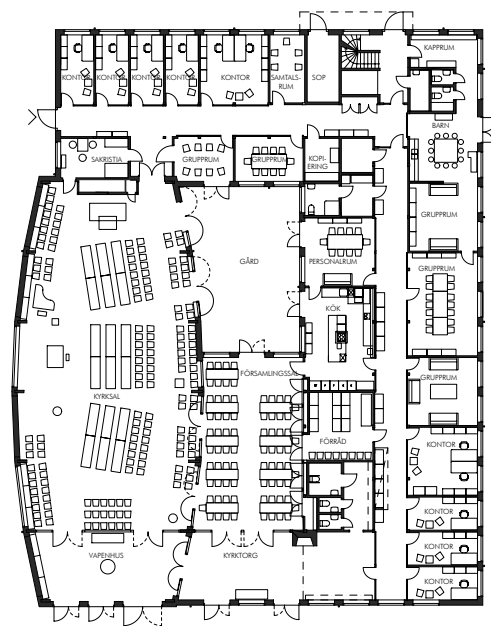 KAPPRUM
KONTOR
KONTOR
KONTOR
KONTOR
KONTOR
SAMTALS-
RUM
SOP
BARN
SAKRISTIA
GRUPPRUM
GRUPPRUM
KOPI-
ERING
GRUPPRUM
GÅRD
PERSONALRUM
GRUPPRUM
KÖK
FÖRSAMLINGSSAL
GRUPPRUM
KYRKSAL
FÖRRÅD
KONTOR
KONTOR
KONTOR
VAPENHUS
KYRKTORG
KONTOR